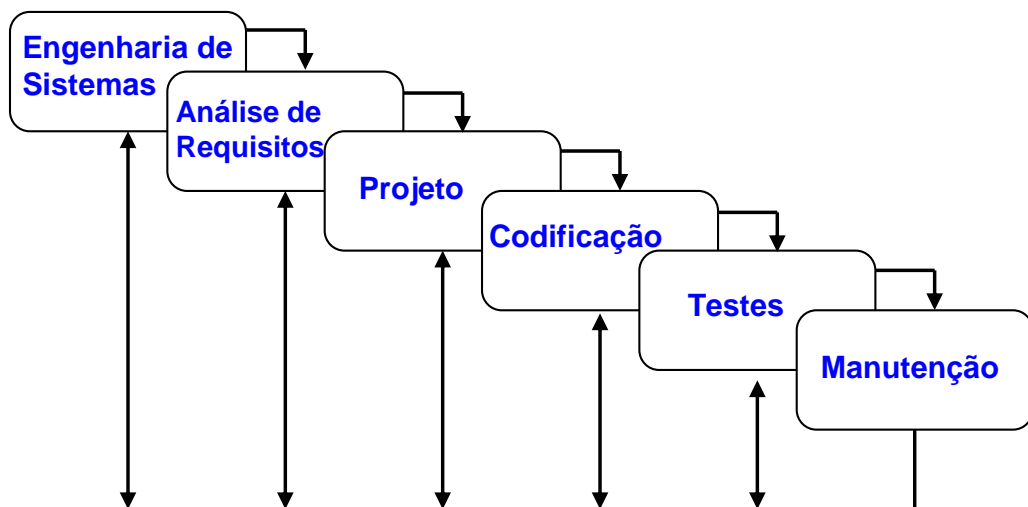 Engenharia de
Sistemas
Análise de
Requisitos
Projeto
Codificação
Testes
Manutenção